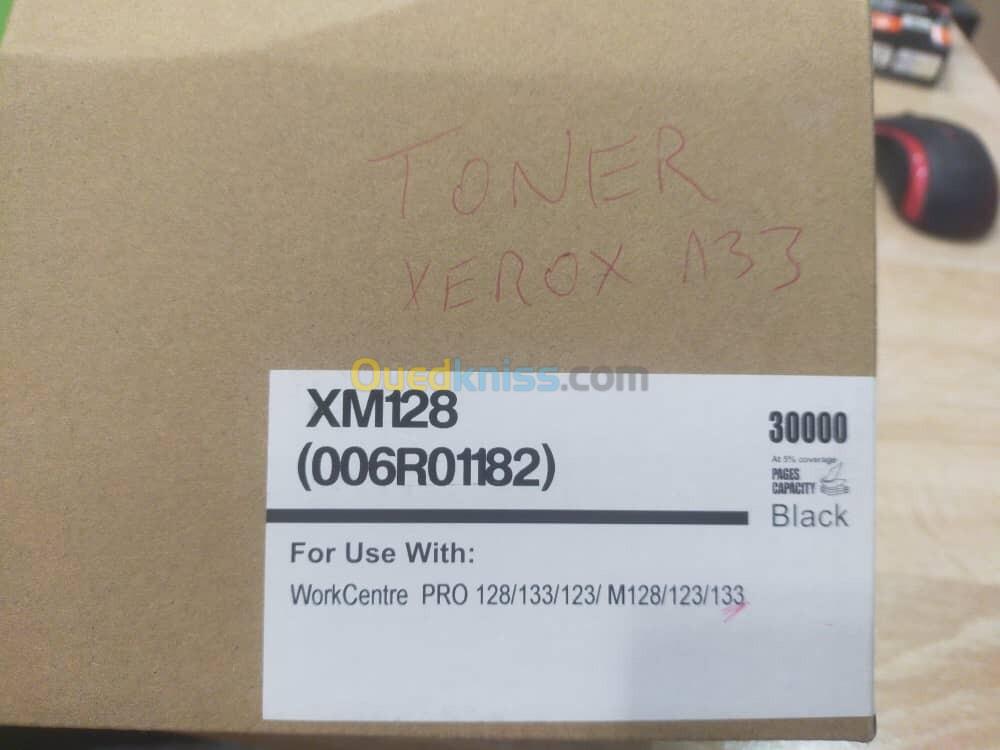 TONER
XEROX 133
Ouedkniss.com
XM128
(006R01182)
30000
At 5% coverage
PAGES
CAPACITY
Black
For Use With:
WorkCentre PRO 128/133/123/ M128/123/133